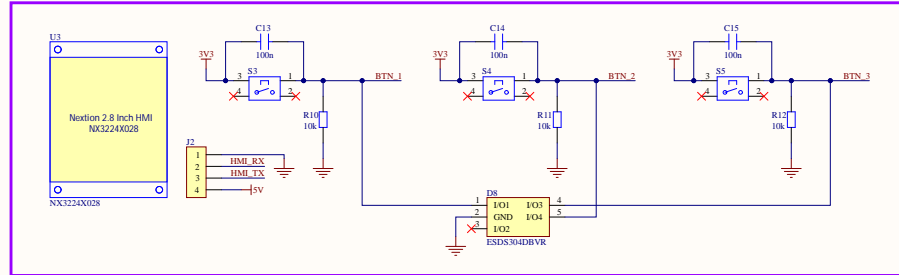 U3
Nextion 2.8 Inch HMI
NX3224X028
NX3224X028
J2
1
2 HMI_RX
3 HMI_TX
4 5V
C13
100n
3V3
S3
3 1 BTN_1
4 2
R10
10k
C14
100n
3V3
S4
3 1 BTN_2
4 2
R11
10k
C15
100n
3V3
S5
3 1 BTN_3
4 2
R12
10k
D8
1 I/O1 I/O3 4
2 GND I/O4 5
3 I/O2
ESDS304DBVR